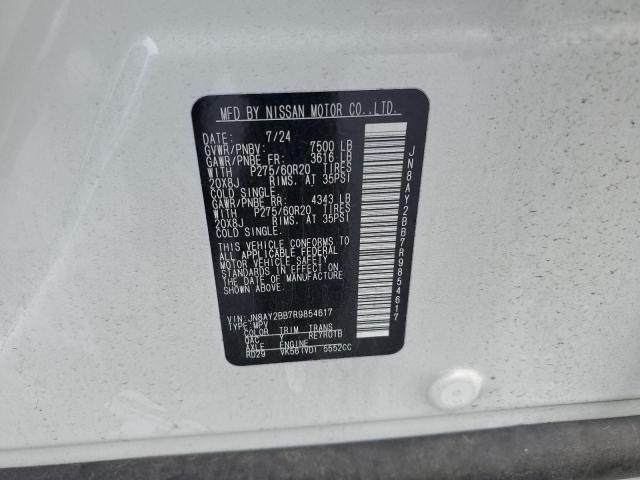 MFD BY NISSAN MOTOR CO.,LTD.
DATE: 7/24
GVWR/PNBV: 7500 LB
GAWR/PNBE FR: 3616 LB
WITH P275/60R20 TIRES
20X8J RIMS. AT 35PSI
COLD SINGLE.
GAWR/PNBE RR: 4343 LB
WITH P275/60R20 TIRES
20X8J RIMS. AT 35PSI
COLD SINGLE.
THIS VEHICLE CONFORMS TO
ALL APPLICABLE FEDERAL
MOTOR VEHICLE SAFETY
STANDARDS IN EFFECT ON
THE DATE OF MANUFACTURE
SHOWN ABOVE.
VIN: JN8AY2BB7R9854617
TYPE: MPV
COLOR TRIM TRANS
QAC. Y RE7R01B
AXLE ENGINE
RD29 VK56(VD) 5552CC
JN8AY2BB7R9854617